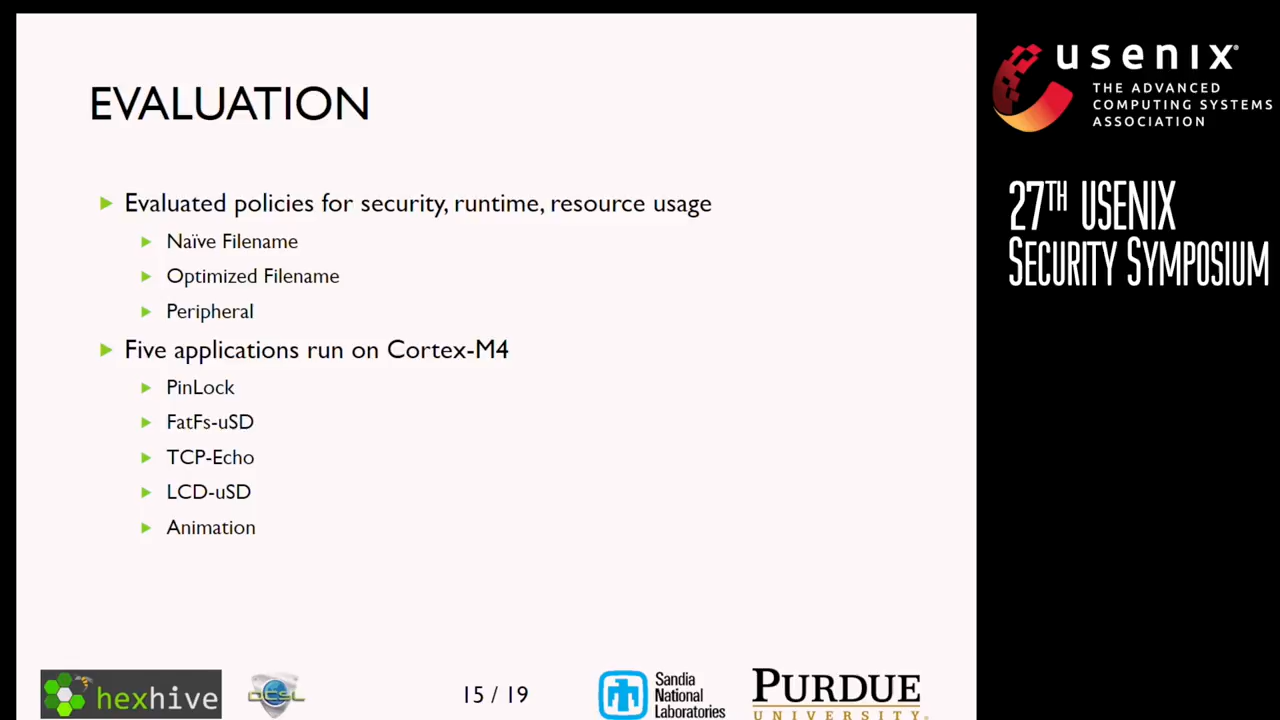 EVALUATION
Evaluated policies for security, runtime, resource usage
Naïve Filename
Optimized Filename
Peripheral
Five applications run on Cortex-M4
PinLock
FatFs-uSD
TCP-Echo
LCD-uSD
Animation
hexhive
15 / 19
Sandia
National
Laboratories
PURDUE
UNIVERSITY
usenix
THE ADVANCED
COMPUTING SYSTEMS
ASSOCIATION
27TH USENIX
SECURITY SYMPOSIUM